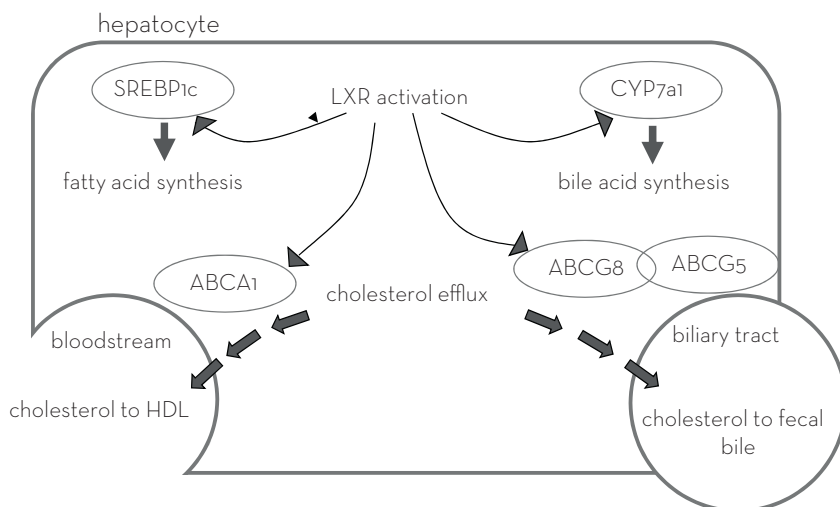 hepatocyte
SREBP1c
LXR activation
CYP7a1
fatty acid synthesis
bile acid synthesis
ABCA1
ABCG8
ABCG5
cholesterol efflux
bloodstream
biliary tract
cholesterol to HDL
cholesterol to fecal
bile